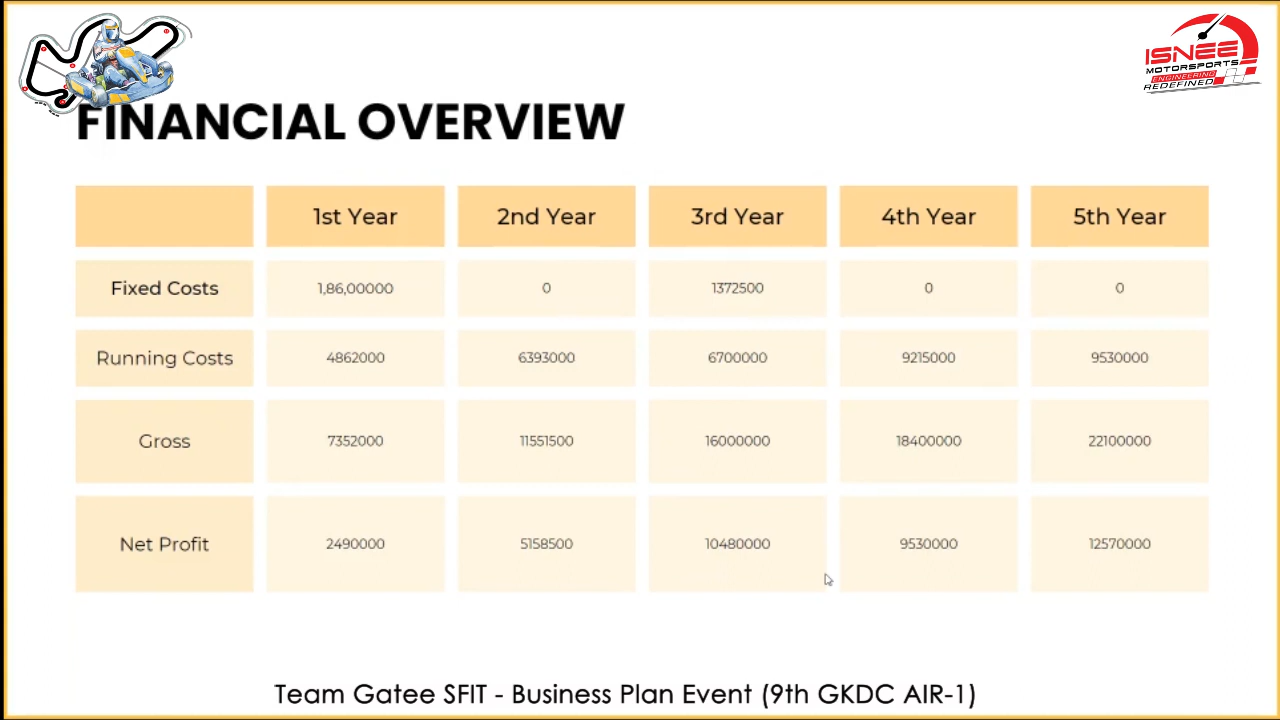 ISNEE
MOTORSPORTS
ENGINEERING
REDEFINED
FINANCIAL OVERVIEW
1st Year 2nd Year 3rd Year 4th Year 5th Year
Fixed Costs 1,86,00000 0 1372500 0 0
Running Costs 4862000 6393000 6700000 9215000 9530000
Gross 7352000 11551500 16000000 18400000 22100000
Net Profit 2490000 5158500 10480000 9530000 12570000
Team Gatee SFIT - Business Plan Event (9th GKDC AIR-1)